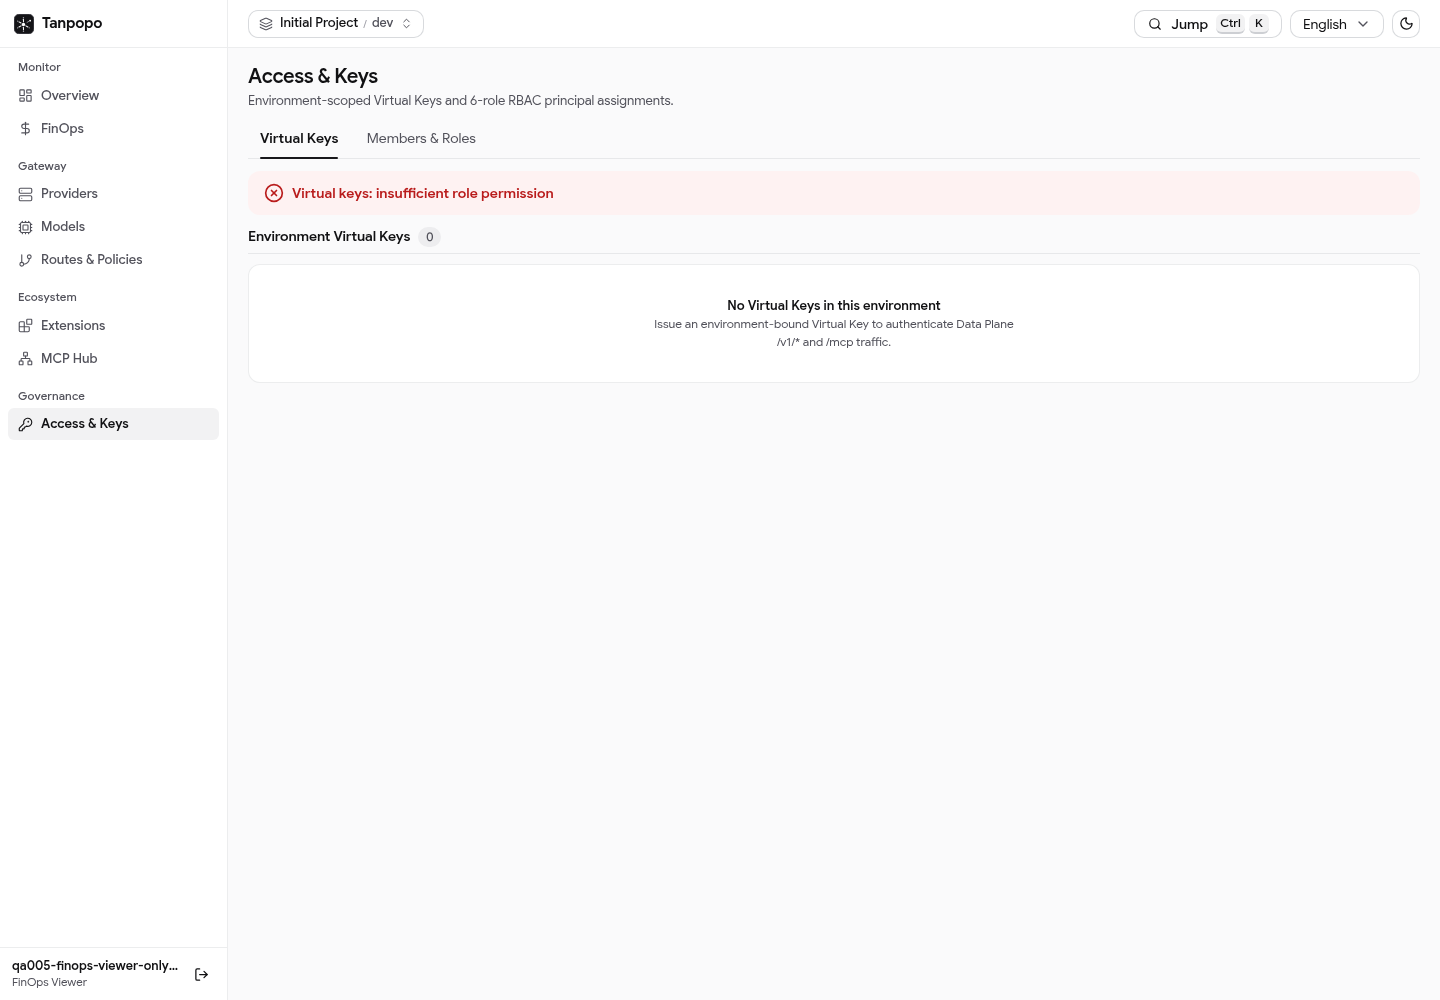 Tanpopo
Initial Project / dev
Jump Ctrl K
English
Monitor
Overview
FinOps
Gateway
Providers
Models
Routes & Policies
Ecosystem
Extensions
MCP Hub
Governance
Access & Keys
qa005-finops-viewer-only...
FinOps Viewer
Access & Keys
Environment-scoped Virtual Keys and 6-role RBAC principal assignments.
Virtual Keys
Members & Roles
Virtual keys: insufficient role permission
Environment Virtual Keys 0
No Virtual Keys in this environment
Issue an environment-bound Virtual Key to authenticate Data Plane
/v1/* and /mcp traffic.